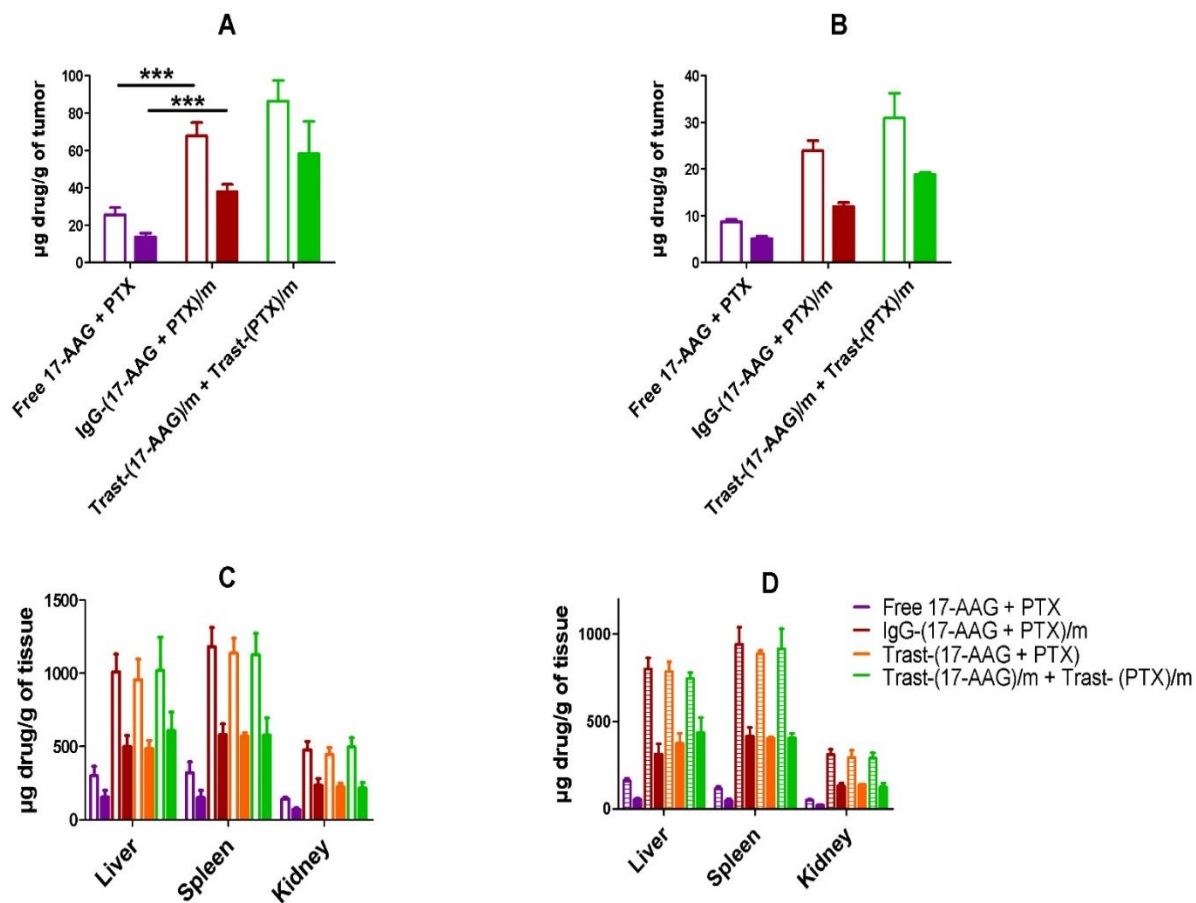 A
***
***
µg drug/g of tumor
100
80
60
40
20
0
Free 17-AAG + PTX
IgG-(17-AAG + PTX)/m
Trast-(17-AAG)/m + Trast-(PTX)/m
B
µg drug/g of tumor
40
30
20
10
0
Free 17-AAG + PTX
IgG-(17-AAG + PTX)/m
Trast-(17-AAG)/m + Trast-(PTX)/m
C
µg drug/g of tissue
1500
1000
500
0
Liver
Spleen
Kidney
D
µg drug/g of tissue
1000
500
0
Liver
Spleen
Kidney
Free 17-AAG + PTX
IgG-(17-AAG + PTX)/m
Trast-(17-AAG + PTX)
Trast-(17-AAG)/m + Trast- (PTX)/m